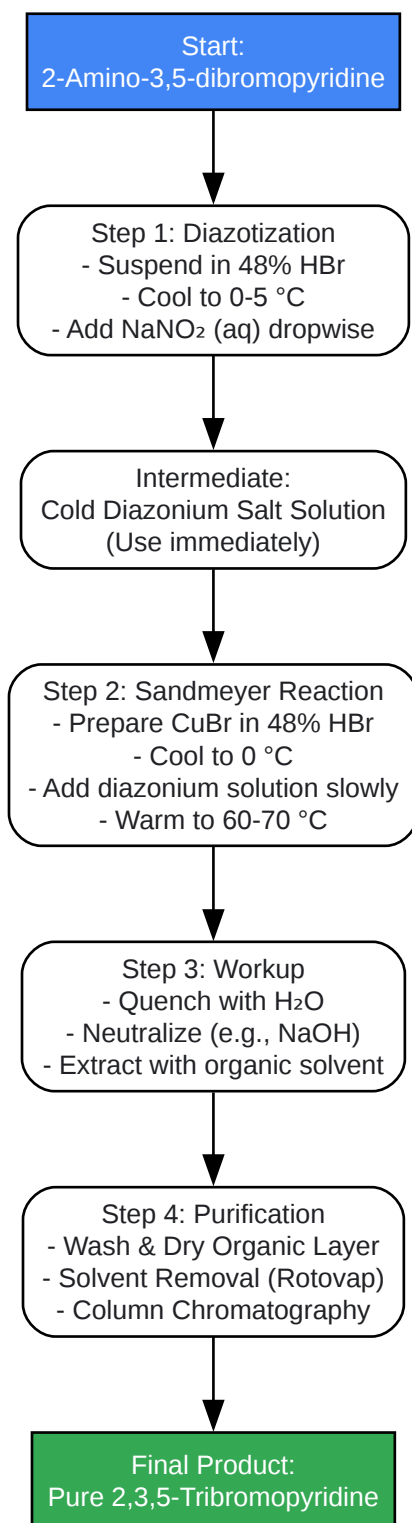 Start:
2-Amino-3,5-dibromopyridine
Step 1: Diazotization
- Suspend in 48% HBr
- Cool to 0-5 °C
- Add NaNO₂ (aq) dropwise
Intermediate:
Cold Diazonium Salt Solution
(Use immediately)
Step 2: Sandmeyer Reaction
- Prepare CuBr in 48% HBr
- Cool to 0 °C
- Add diazonium solution slowly
- Warm to 60-70 °C
Step 3: Workup
- Quench with H₂O
- Neutralize (e.g., NaOH)
- Extract with organic solvent
Step 4: Purification
- Wash & Dry Organic Layer
- Solvent Removal (Rotovap)
- Column Chromatography
Final Product:
Pure 2,3,5-Tribromopyridine